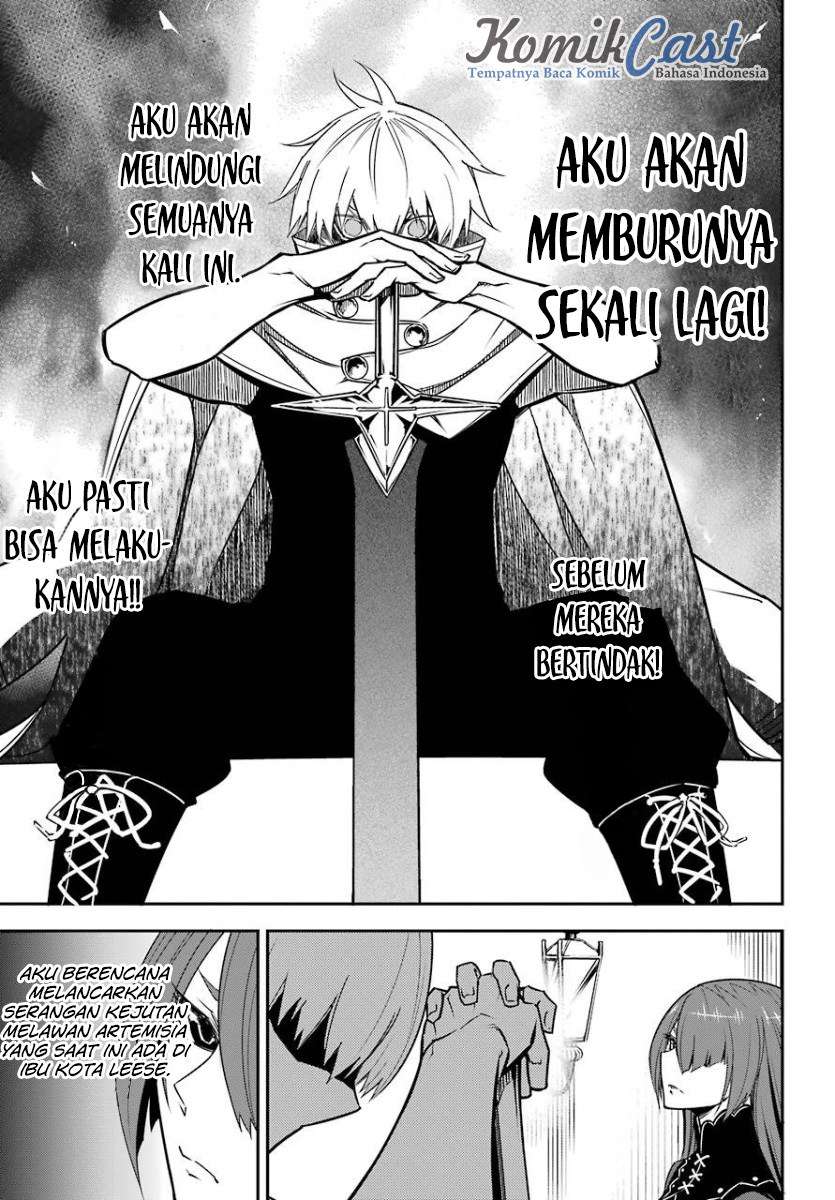 KomikCast
Tempatnya Baca Komik Bahasa Indonesia
AKU AKAN
MEMBURUNYA
SEKALI LAGI!
AKU AKAN
MELINDUNGI
SEMUANYA
KALI INI.
SEBELUM
MEREKA
BERTINDAK!
AKU PASTI
BISA MELAKU-
KANNYA!!
AKU BERENCANA
MELANCARKAN
SERANGAN KEJUTAN
MELAWAN ARTEMISIA
YANG SAAT INI ADA DI
IBU KOTA LEESE.